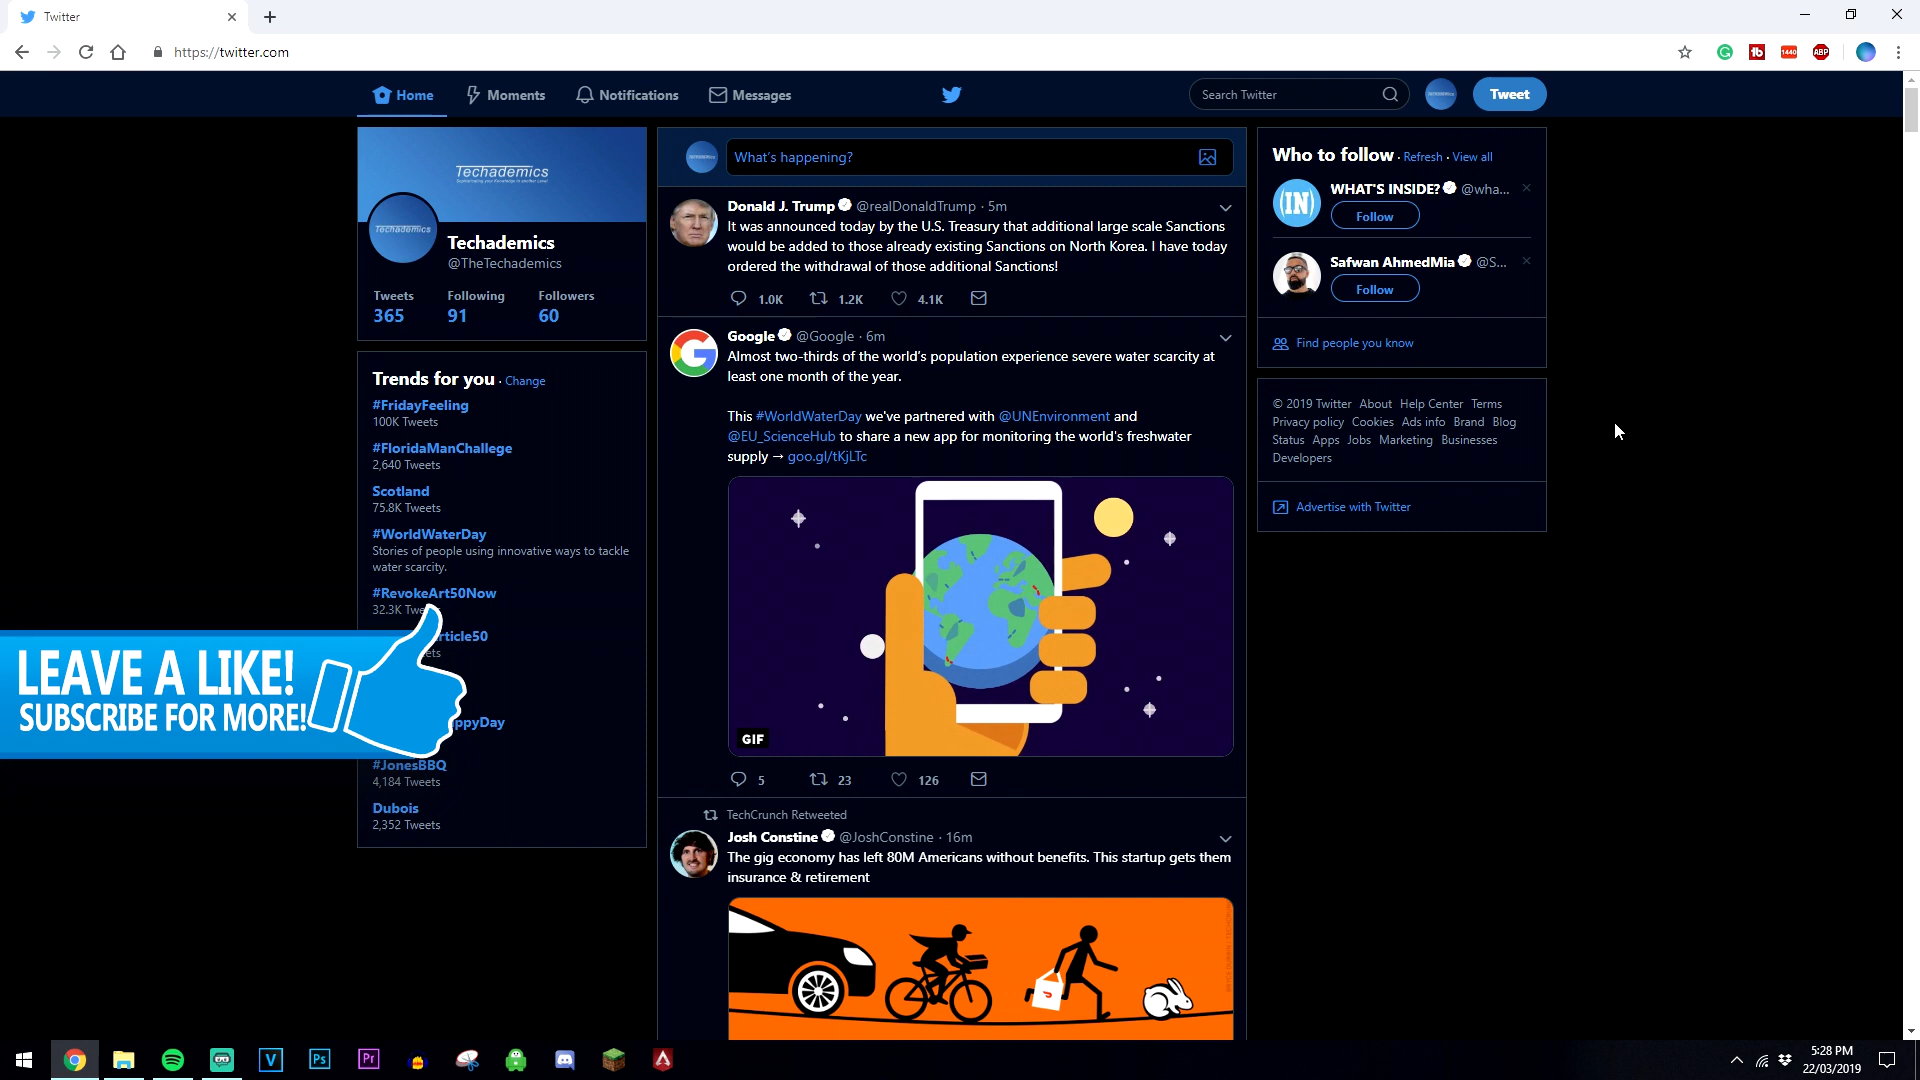 Twitter
https://twitter.com
1440
ABP
Home
Moments
Notifications
Messages
Search Twitter
Tweet
Techademics
Techademics
Techademics
@TheTechademics
Tweets Following Followers
365 91 60
Trends for you · Change
#FridayFeeling
100K Tweets
#FloridaManChallege
2,640 Tweets
Scotland
75.8K Tweets
#WorldWaterDay
Stories of people using innovative ways to tackle
water scarcity.
#RevokeArt50Now
32.3K Twe
rticle50
ets
LEAVE A LIKE!
SUBSCRIBE FOR MORE!
ppyDay
#JonesBBQ
4,184 Tweets
Dubois
2,352 Tweets
What's happening?
Donald J. Trump @realDonaldTrump · 5m
It was announced today by the U.S. Treasury that additional large scale Sanctions
would be added to those already existing Sanctions on North Korea. I have today
ordered the withdrawal of those additional Sanctions!
1.0K 1.2K 4.1K
Google @Google · 6m
Almost two-thirds of the world's population experience severe water scarcity at
least one month of the year.
This #WorldWaterDay we've partnered with @UNEnvironment and
@EU_ScienceHub to share a new app for monitoring the world's freshwater
supply → goo.gl/tKjLTc
GIF
5 23 126
TechCrunch Retweeted
Josh Constine @JoshConstine · 16m
The gig economy has left 80M Americans without benefits. This startup gets them
insurance & retirement
Who to follow · Refresh · View all
(IN)
WHAT'S INSIDE? @wha...
Follow
Safwan AhmedMia @S...
Follow
Find people you know
© 2019 Twitter About Help Center Terms
Privacy policy Cookies Ads info Brand Blog
Status Apps Jobs Marketing Businesses
Developers
Advertise with Twitter
V
Ps
Pr
5:28 PM
22/03/2019